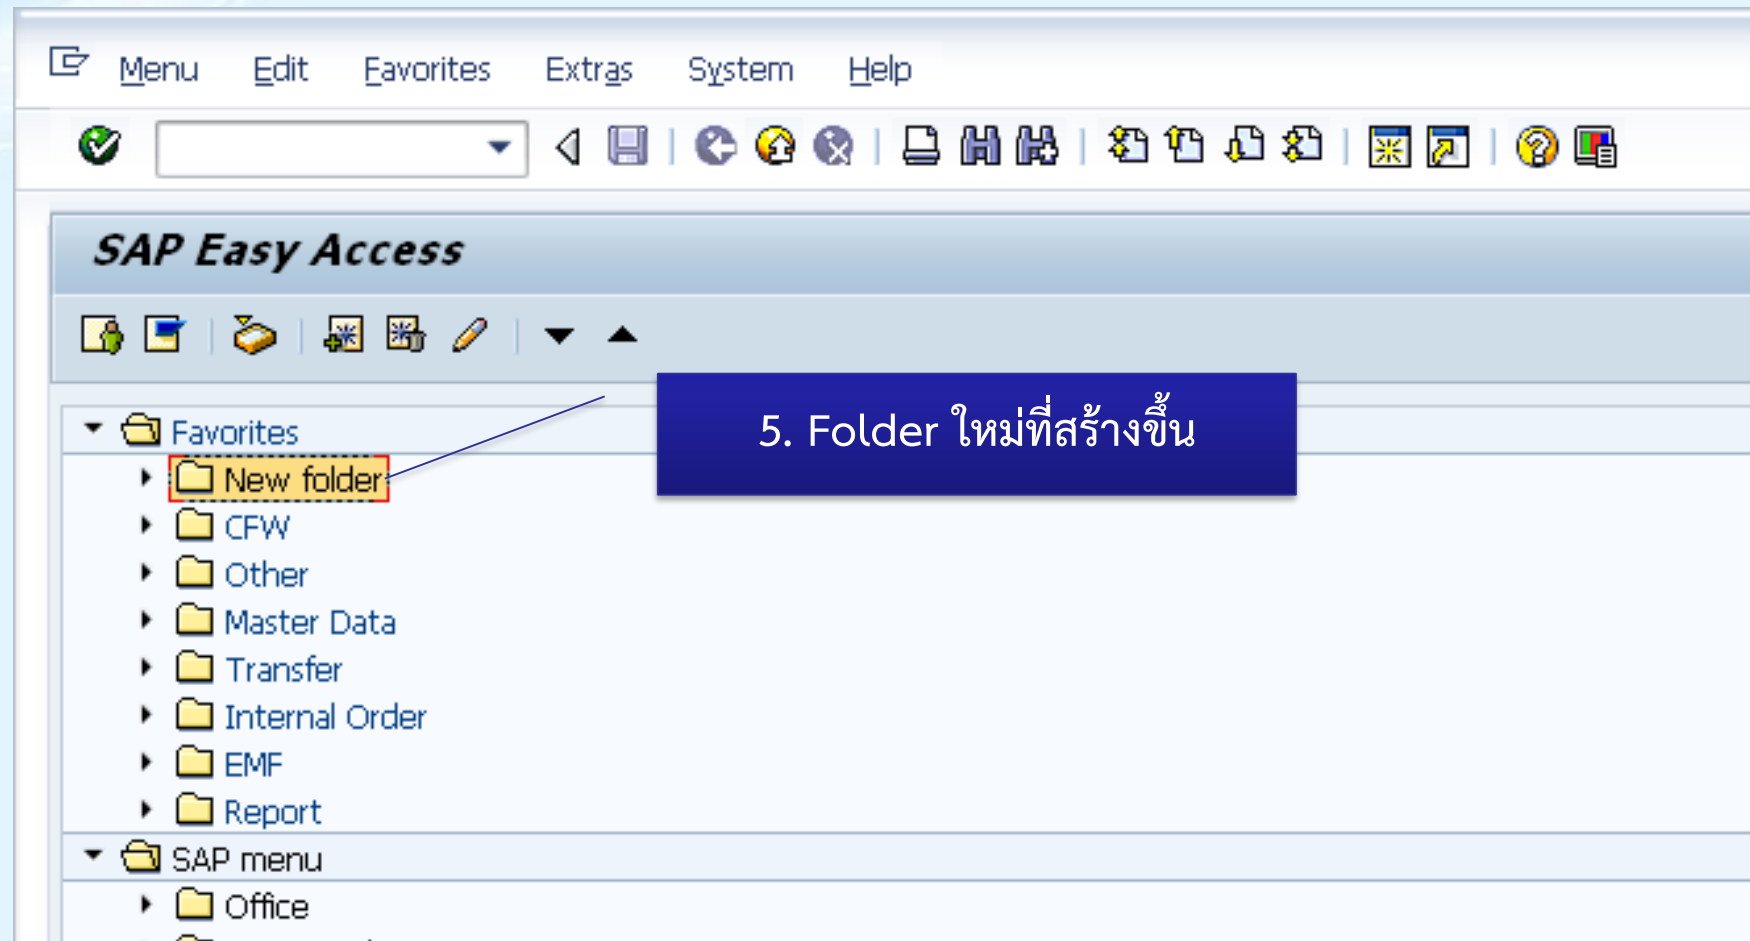 Menu Edit Favorites Extras System Help
SAP Easy Access
5. Folder ใหม่ที่สร้างขึ้น
Favorites
New folder
CFW
Other
Master Data
Transfer
Internal Order
EMF
Report
SAP menu
Office